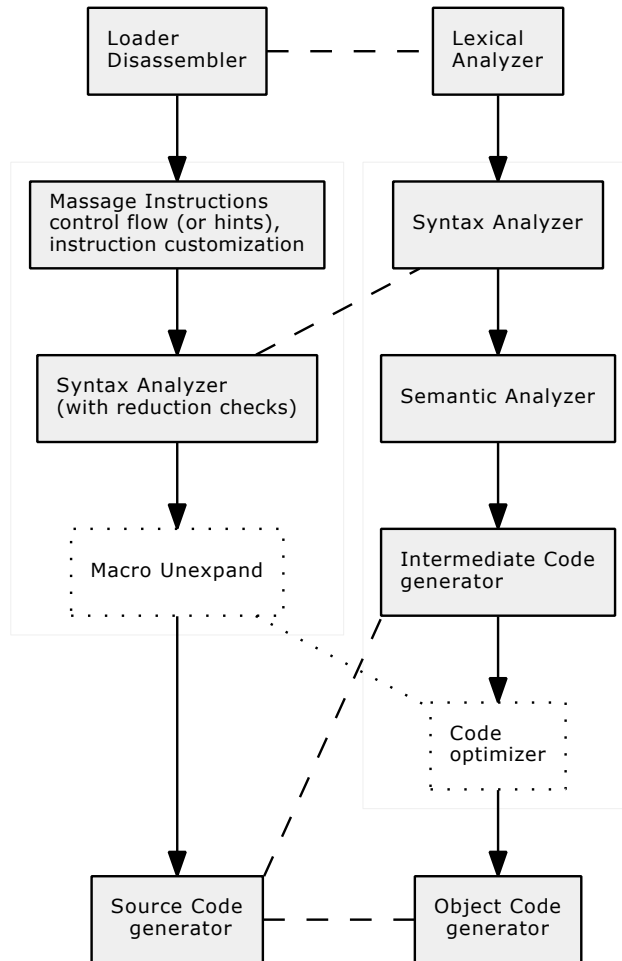 Loader
Disassembler
Lexical
Analyzer
Massage Instructions
control flow (or hints),
instruction customization
Syntax Analyzer
Syntax Analyzer
(with reduction checks)
Semantic Analyzer
Macro Unexpand
Intermediate Code
generator
Code
optimizer
Source Code
generator
Object Code
generator